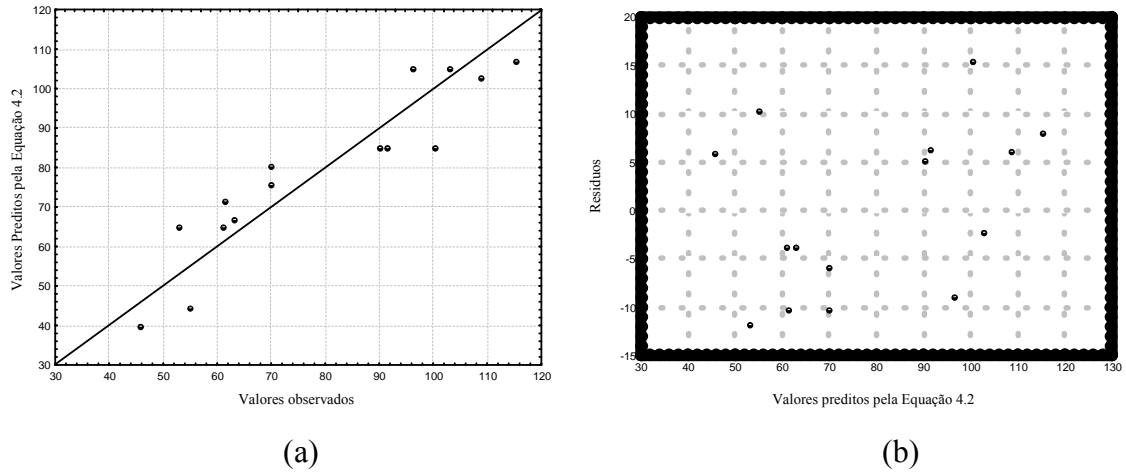 120
110
100
90
80
70
60
50
40
30
Valores Preditos pela Equação 4.2
30 40 50 60 70 80 90 100 110 120
Valores observados
(a)
20
15
10
5
0
-5
-10
-15
Residuos
30 40 50 60 70 80 90 100 110 120 130
Valores preditos pela Equação 4.2
(b)